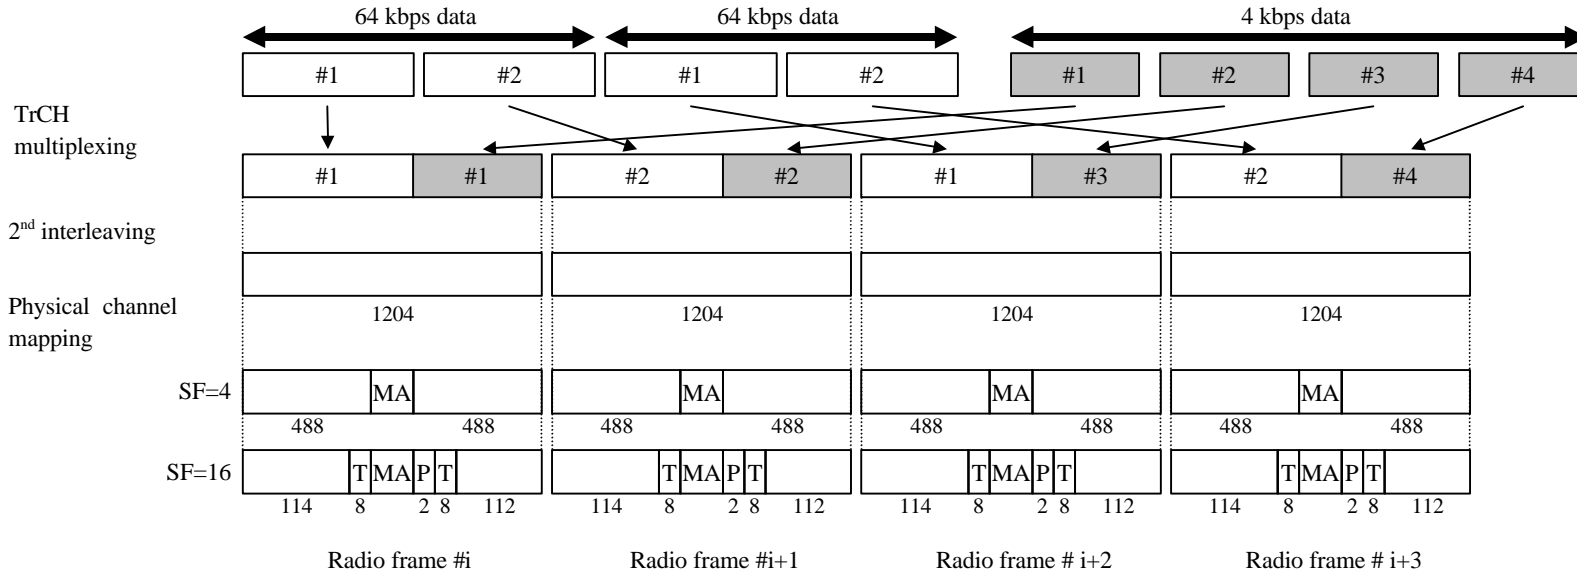 64 kbps data 64 kbps data 4 kbps data
#1 #2 #1 #2 #1 #2 #3 #4
TrCH
multiplexing
#1 #1 #2 #2 #1 #3 #2 #4
2nd interleaving
Physical channel
mapping
1204 1204 1204 1204
SF=4 MA MA MA MA
488 488 488 488 488 488 488 488
SF=16 T MA P T T MA P T T MA P T T MA P T
114 8 2 8 112 114 8 2 8 112 114 8 2 8 112 114 8 2 8 112
Radio frame #i Radio frame #i+1 Radio frame # i+2 Radio frame # i+3